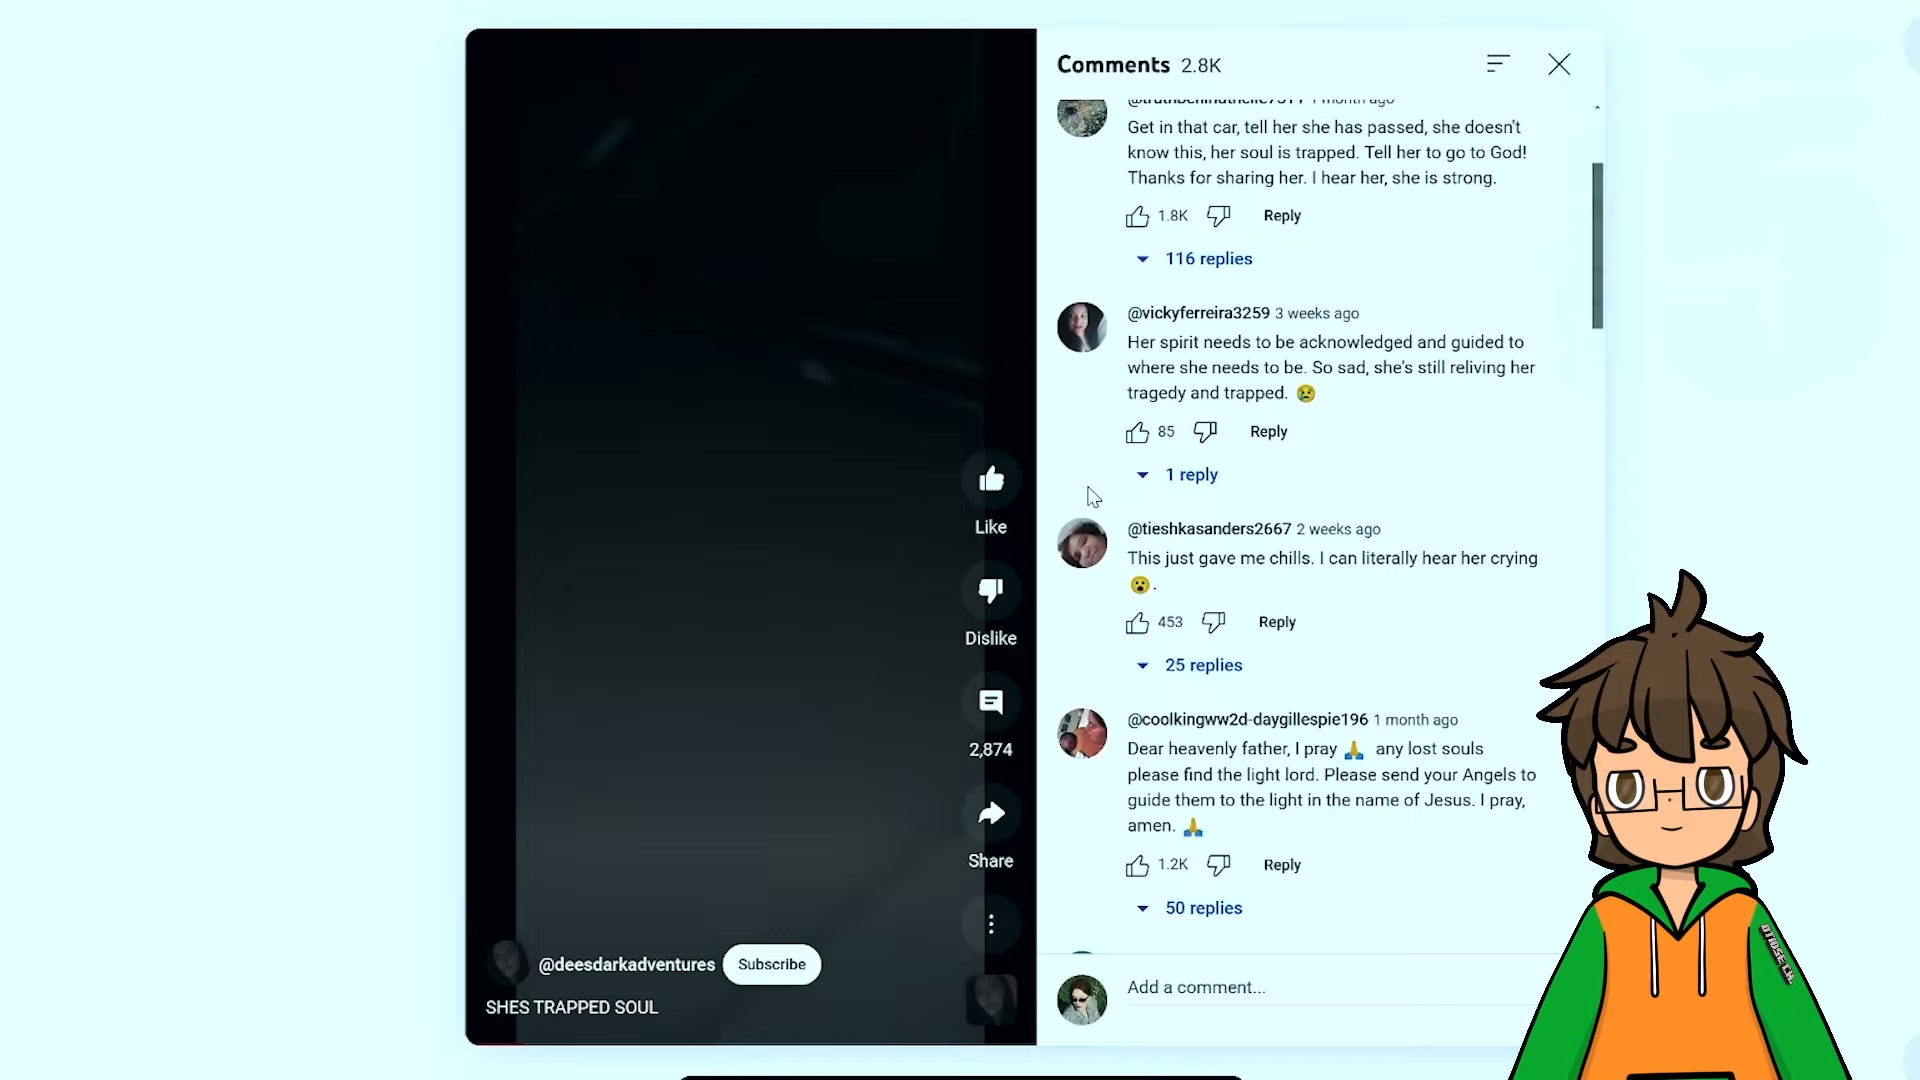 Comments 2.8K
1 month ago
Get in that car, tell her she has passed, she doesn't
know this, her soul is trapped. Tell her to go to God!
Thanks for sharing her. I hear her, she is strong.
1.8K Reply
116 replies
@vickyferreira3259 3 weeks ago
Her spirit needs to be acknowledged and guided to
where she needs to be. So sad, she's still reliving her
tragedy and trapped. 😢
85 Reply
1 reply
@tieshkasanders2667 2 weeks ago
This just gave me chills. I can literally hear her crying
😮.
453 Reply
25 replies
@coolkingww2d-daygillespie196 1 month ago
Dear heavenly father, I pray 🙏 any lost souls
please find the light lord. Please send your Angels to
guide them to the light in the name of Jesus. I pray,
amen. 🙏
1.2K Reply
50 replies
Add a comment...
Like
Dislike
2,874
Share
@deesdarkadventures Subscribe
SHES TRAPPED SOUL